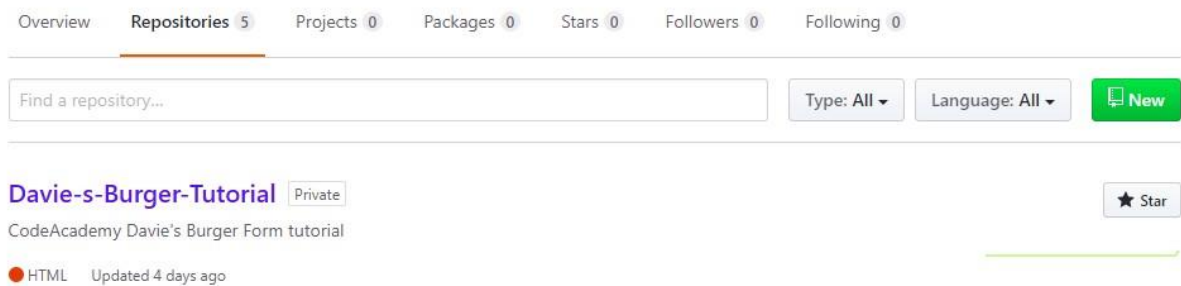 Overview Repositories 5 Projects 0 Packages 0 Stars 0 Followers 0 Following 0
Find a repository... Type: All Language: All New
Davie-s-Burger-Tutorial Private Star
CodeAcademy Davie's Burger Form tutorial
HTML Updated 4 days ago